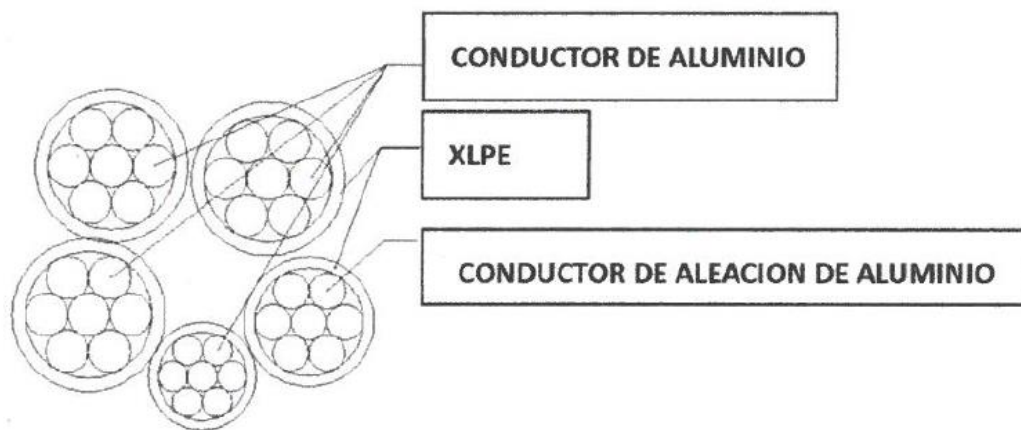 CONDUCTOR DE ALUMINIO
XLPE
CONDUCTOR DE ALEACION DE ALUMINIO